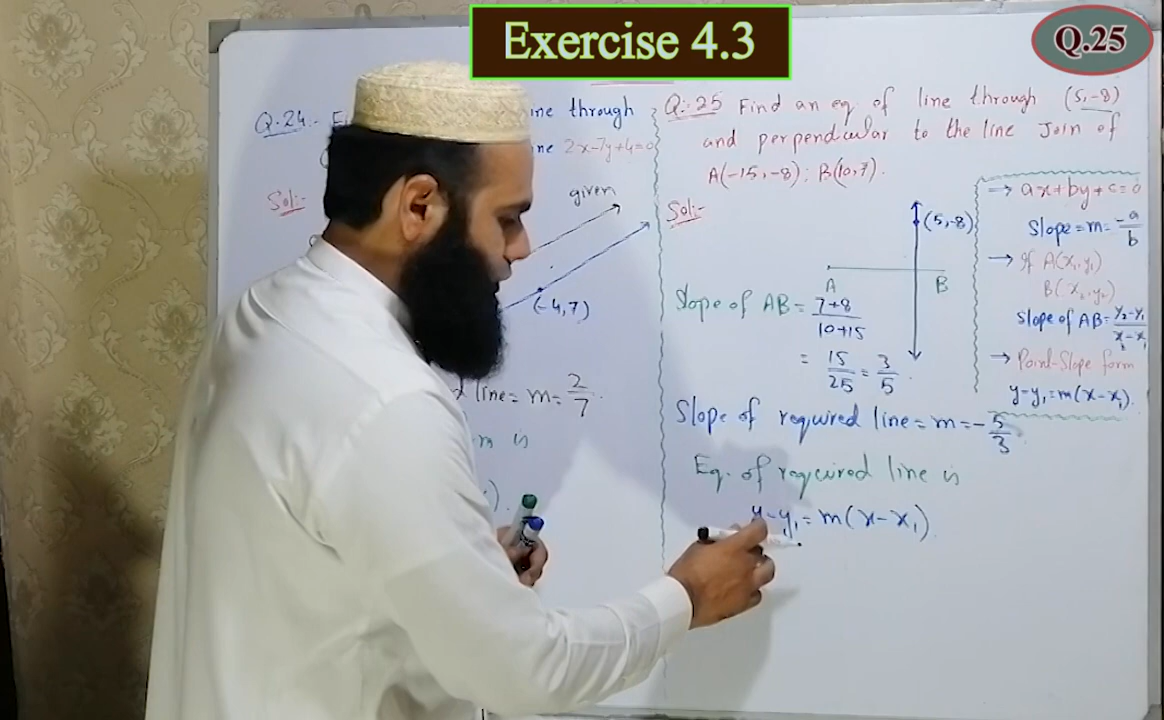 Exercise 4.3
Q.25
Q.24:-
ine through
ine 2x-7y+4=0
Sol:-
given
(-4,7)
line = m = 2/7.
m is
Q:-25 Find an eq of line through (5,-8)
and perpendicular to the line Join of
A(-15,-8); B(10,7).
Sol:-
(5,-8)
A B
Slope of AB = 7+8/10+15
= 15/25 = 3/5.
Slope of required line = m = -5/3
Eq. of required line is
y-y₁ = m(x-x₁)
→ ax+by+c=0
Slope = m = -a/b
→ If A(x₁,y₁)
B(x₂,y₂)
Slope of AB = y₂-y₁/x₂-x₁
→ Point-Slope form
y-y₁ = m(x-x₁).